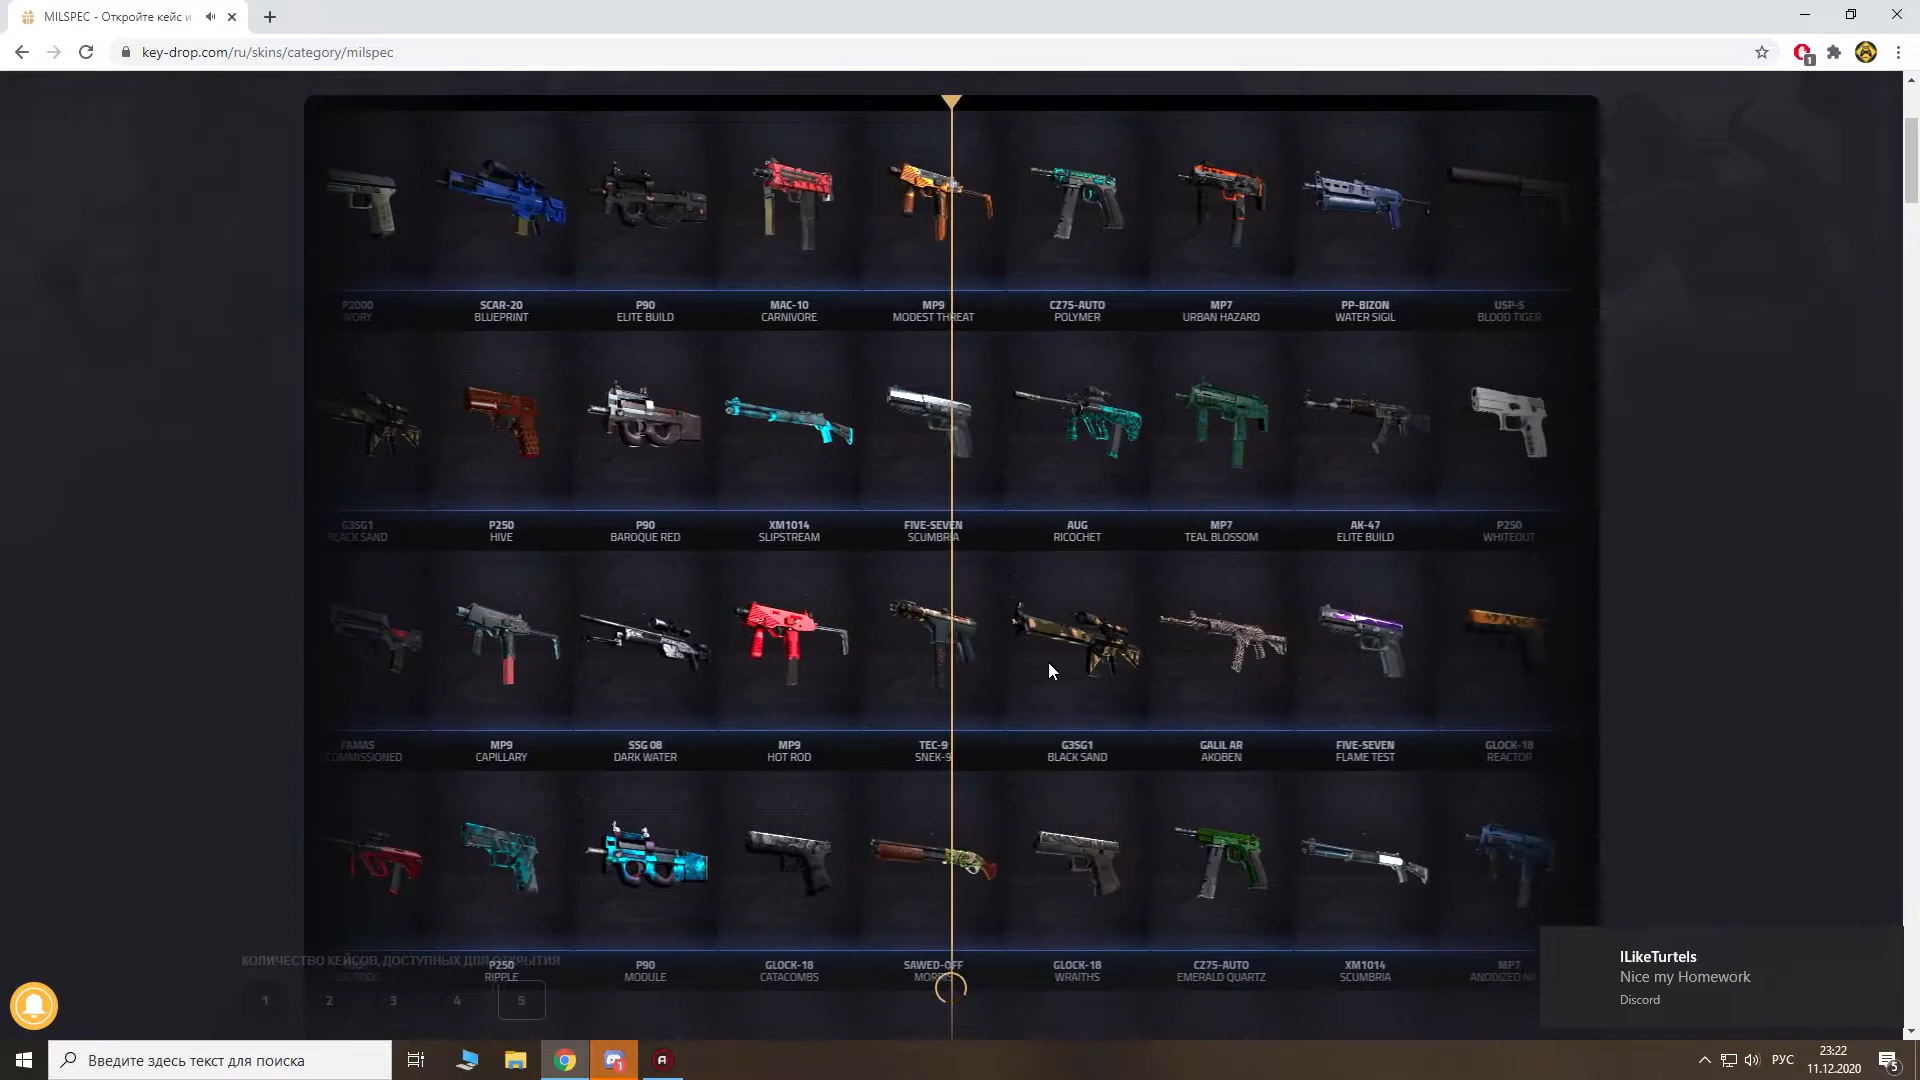 MILSPEC - Откройте кейс и
key-drop.com/ru/skins/category/milspec
1
P2000 SCAR-20 P90 MAC-10 MP9 CZ75-AUTO MP7 PP-BIZON USP-S
IVORY BLUEPRINT ELITE BUILD CARNIVORE MODEST THREAT POLYMER URBAN HAZARD WATER SIGIL BLOOD TIGER
G3SG1 P250 P90 XM1014 FIVE-SEVEN AUG MP7 AK-47 P250
BLACK SAND HIVE BAROQUE RED SLIPSTREAM SCUMBRIA RICOCHET TEAL BLOSSOM ELITE BUILD WHITEOUT
FAMAS MP9 SSG 08 MP9 TEC-9 G3SG1 GALIL AR FIVE-SEVEN GLOCK-18
CAPILLARY DARK WATER HOT ROD SNEK-9 BLACK SAND AKOBEN FLAME TEST REACTOR
КОЛИЧЕСТВО КЕЙСОВ, ДОСТУПНЫХ ДЛЯ ОТКРЫТИЯ
P250 P90 GLOCK-18 SAWED-OFF GLOCK-18 CZ75-AUTO XM1014 MP7
RIPPLE MODULE CATACOMBS MORRIS WRAITHS EMERALD QUARTZ SCUMBRIA
1 2 3 4 5
ILikeTurtels
Nice my Homework
Discord
Введите здесь текст для поиска
1
РУС
23:22
11.12.2020
5